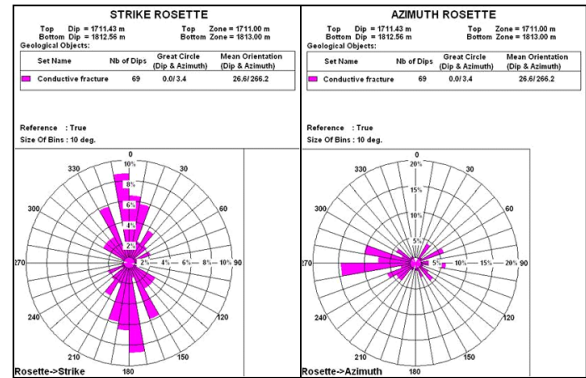 STRIKE ROSETTE
Top Dip = 1711.43 m Top Zone = 1711.00 m
Bottom Dip = 1812.56 m Bottom Zone = 1813.00 m
Geological Objects:
Set Name Nb of Dips Great Circle (Dip & Azimuth) Mean Orientation (Dip & Azimuth)
Conductive fracture 69 0.0/3.4 26.6/266.2
Reference : True
Size Of Bins : 10 deg.
0
330 10% 30
8%
300 6% 60
4%
2%
270 2% 4% 6% 8% 10% 90
240 120
210 150
180
Rosette->Strike
AZIMUTH ROSETTE
Top Dip = 1711.43 m Top Zone = 1711.00 m
Bottom Dip = 1812.56 m Bottom Zone = 1813.00 m
Geological Objects:
Set Name Nb of Dips Great Circle (Dip & Azimuth) Mean Orientation (Dip & Azimuth)
Conductive fracture 69 0.0/3.4 26.6/266.2
Reference : True
Size Of Bins : 10 deg.
0
330 20% 30
15%
300 10% 60
5%
270 5% 10% 15% 20% 90
240 120
210 150
180
Rosette->Azimuth